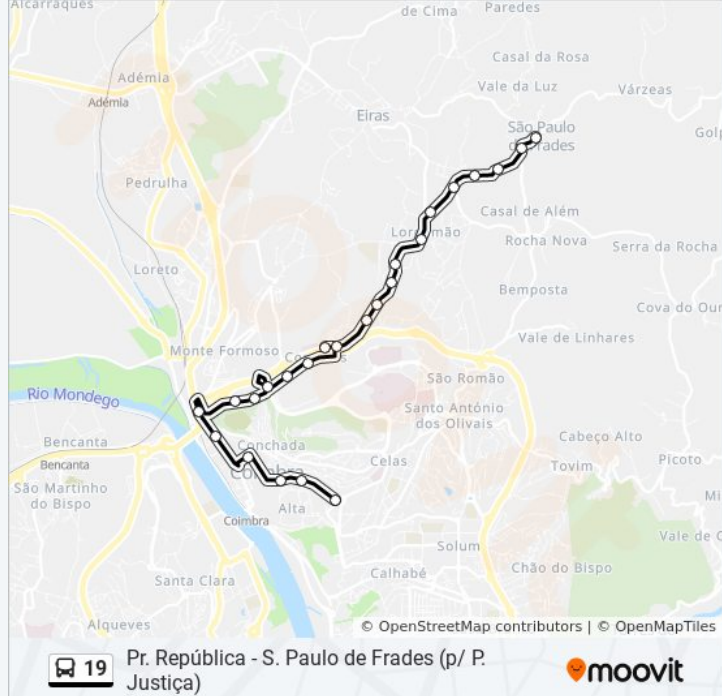 Alcarraques
de Cima
Paredes
Casal da Rosa
Adémia
Vale da Luz
Várzeas
Adémia
Eiras
São Paulo
de Frades
Pedrulha
Casal de Além
Rocha Nova
Serra da Rocha
Loreto
Bemposta
Cova do Our
Monte Formoso
Vale de Linhares
Rio Mondego
São Romão
Santo António
dos Olivais
Bencanta
Conchada
Cabeço Alto
Bencanta
Celas
Tovim
Picoto
São Martinho
do Bispo
Coimbra
Alta
Coimbra
Solum
Vale de C
Santa Clara
Calhabé
Chão do Bispo
Alqueves
© OpenStreetMap contributors | © OpenMapTiles
19
Pr. República - S. Paulo de Frades (p/ P.
Justiça)
moovit